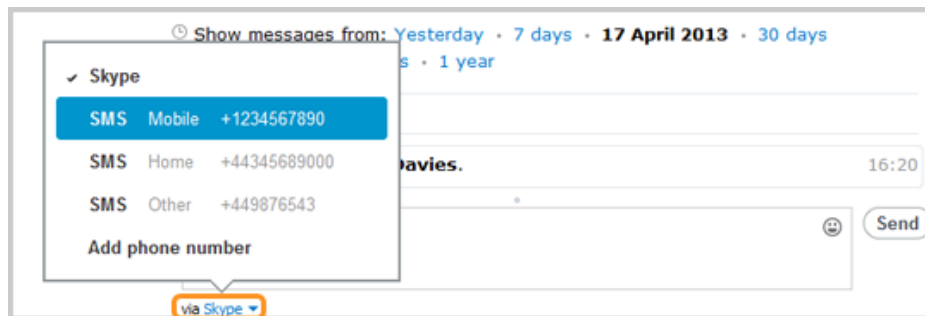 Show messages from: Yesterday · 7 days · 17 April 2013 · 30 days
s · 1 year
✓ Skype
SMS Mobile +1234567890
SMS Home +44345689000
Davies. 16:20
SMS Other +449876543
Add phone number
Send
via Skype